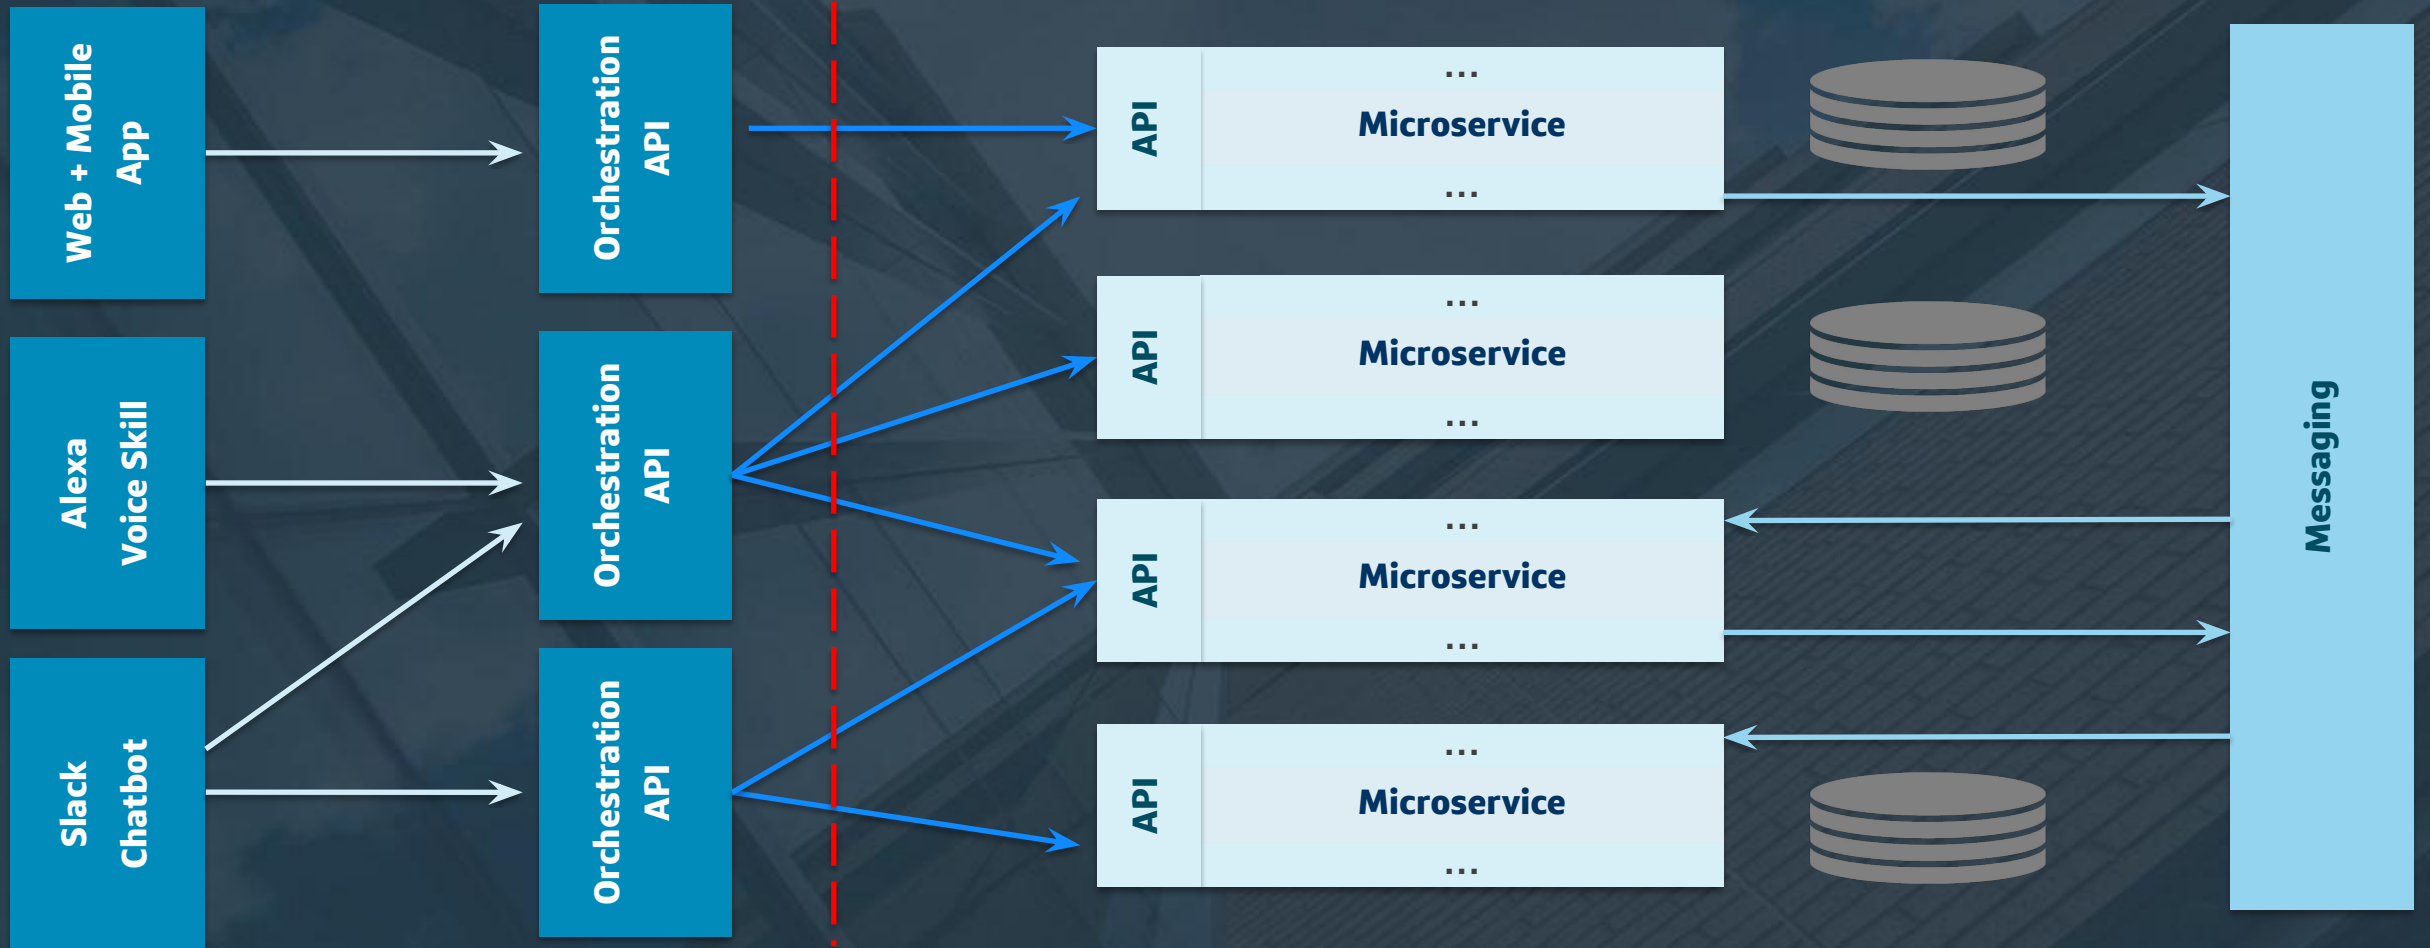 Web + Mobile
App
Orchestration
API
API
...
Microservice
...
Alexa
Voice Skill
Orchestration
API
API
...
Microservice
...
API
...
Microservice
...
Slack
Chatbot
Orchestration
API
API
...
Microservice
...
Messaging